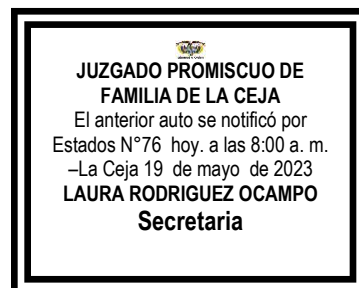 JUZGADO PROMISCUO DE
FAMILIA DE LA CEJA
El anterior auto se notificó por
Estados N°76 hoy. a las 8:00 a. m.
–La Ceja 19 de mayo de 2023
LAURA RODRIGUEZ OCAMPO
Secretaria